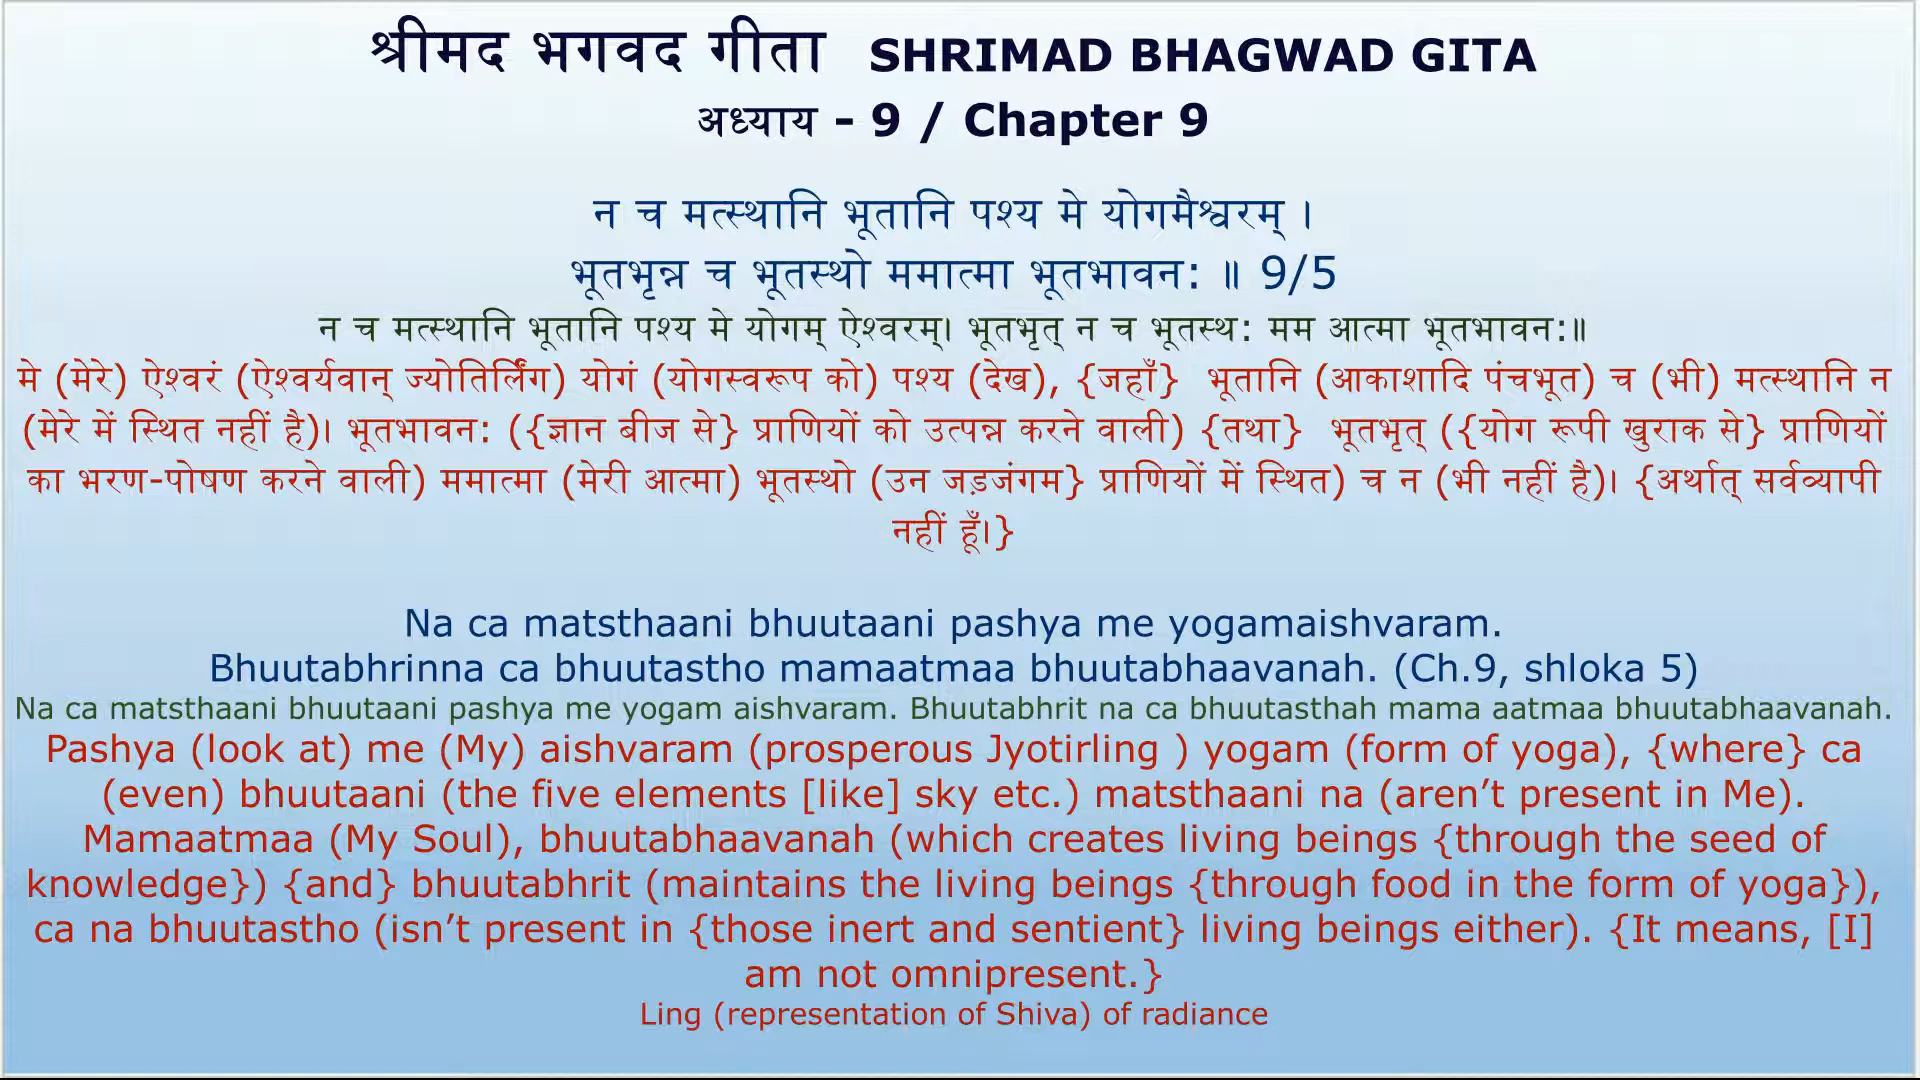 श्रीमद भगवद गीता SHRIMAD BHAGWAD GITA
अध्याय - 9 / Chapter 9
न च मत्स्थानि भूतानि पश्य मे योगमैश्वरम् ।
भूतभृन्न च भूतस्थो ममात्मा भूतभावन: ॥ 9/5
न च मत्स्थानि भूतानि पश्य मे योगम् ऐश्वरम्। भूतभृत् न च भूतस्थ: मम आत्मा भूतभावन:॥
मे (मेरे) ऐश्वरं (ऐश्वर्यवान् ज्योतिर्लिंग) योगं (योगस्वरूप को) पश्य (देख), {जहाँ} भूतानि (आकाशादि पंचभूत) च (भी) मत्स्थानि न
(मेरे में स्थित नहीं है)। भूतभावन: ({ज्ञान बीज से} प्राणियों को उत्पन्न करने वाली) {तथा} भूतभृत् ({योग रूपी खुराक से} प्राणियों
का भरण-पोषण करने वाली) ममात्मा (मेरी आत्मा) भूतस्थो (उन जड़जंगम} प्राणियों में स्थित) च न (भी नहीं है)। {अर्थात् सर्वव्यापी
नहीं हूँ।}
Na ca matsthaani bhuutaani pashya me yogamaishvaram.
Bhuutabhrinna ca bhuutastho mamaatmaa bhuutabhaavanah. (Ch.9, shloka 5)
Na ca matsthaani bhuutaani pashya me yogam aishvaram. Bhuutabhrit na ca bhuutasthah mama aatmaa bhuutabhaavanah.
Pashya (look at) me (My) aishvaram (prosperous Jyotirling ) yogam (form of yoga), {where} ca
(even) bhuutaani (the five elements [like] sky etc.) matsthaani na (aren’t present in Me).
Mamaatmaa (My Soul), bhuutabhaavanah (which creates living beings {through the seed of
knowledge}) {and} bhuutabhrit (maintains the living beings {through food in the form of yoga}),
ca na bhuutastho (isn’t present in {those inert and sentient} living beings either). {It means, [I]
am not omnipresent.}
Ling (representation of Shiva) of radiance